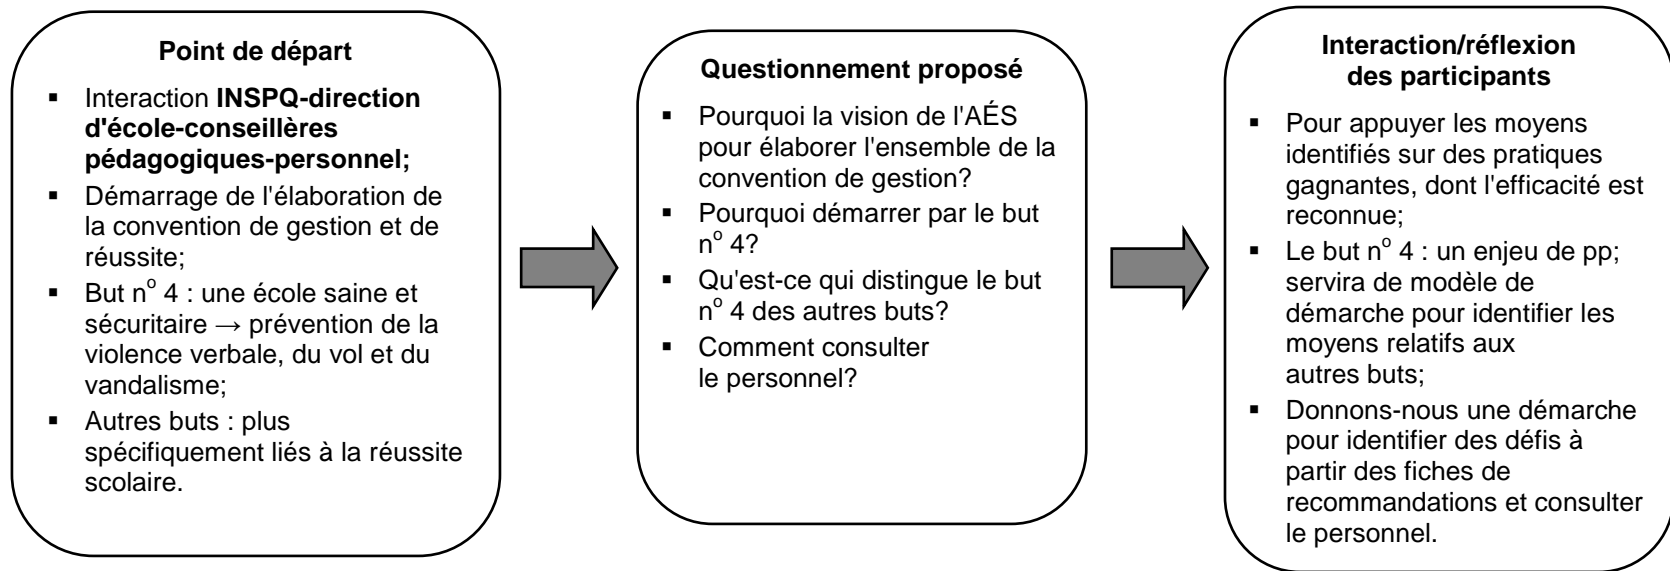 Point de départ
▪ Interaction INSPQ-direction
d'école-conseillères
pédagogiques-personnel;
▪ Démarrage de l'élaboration de
la convention de gestion et de
réussite;
▪ But nº 4 : une école saine et
sécuritaire → prévention de la
violence verbale, du vol et du
vandalisme;
▪ Autres buts : plus
spécifiquement liés à la réussite
scolaire.
Questionnement proposé
▪ Pourquoi la vision de l'AÉS
pour élaborer l'ensemble de la
convention de gestion?
▪ Pourquoi démarrer par le but
nº 4?
▪ Qu'est-ce qui distingue le but
nº 4 des autres buts?
▪ Comment consulter
le personnel?
Interaction/réflexion
des participants
▪ Pour appuyer les moyens
identifiés sur des pratiques
gagnantes, dont l'efficacité est
reconnue;
▪ Le but nº 4 : un enjeu de pp;
servira de modèle de
démarche pour identifier les
moyens relatifs aux
autres buts;
▪ Donnons-nous une démarche
pour identifier des défis à
partir des fiches de
recommandations et consulter
le personnel.